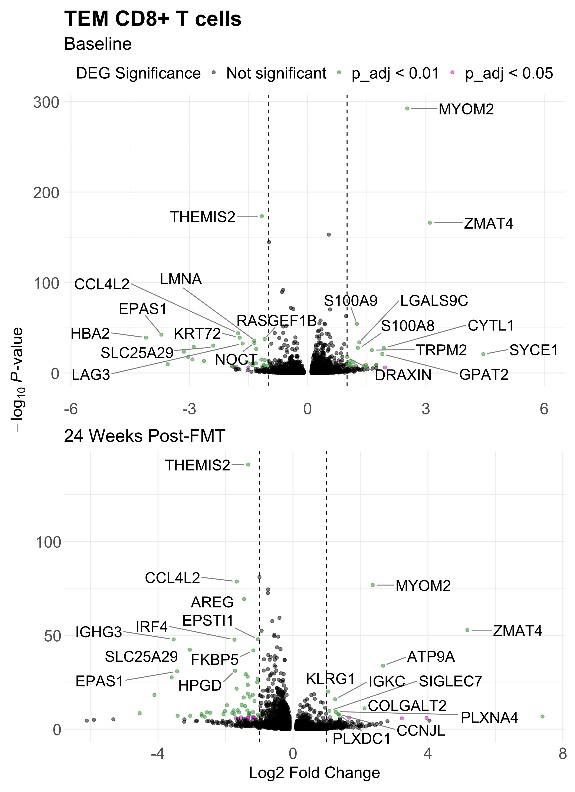 TEM CD8+ T cells
Baseline
DEG Significance Not significant p_adj < 0.01 p_adj < 0.05
300
MYOM2
200
THEMIS2
ZMAT4
100
CCL4L2
LMNA
EPAS1
S100A9
LGALS9C
RASGEF1B
S100A8
CYTL1
HBA2
KRT72
SLC25A29
TRPM2
SYCE1
NOCT
LAG3
DRAXIN
GPAT2
0
-6 -3 0 3 6
−log10 P-value
24 Weeks Post-FMT
THEMIS2
100
CCL4L2
MYOM2
AREG
EPSTI1
IRF4
IGHG3
ZMAT4
50
SLC25A29
FKBP5
ATP9A
EPAS1
HPGD
KLRG1
IGKC
SIGLEC7
COLGALT2
PLXNA4
CCNJL
PLXDC1
0
-4 0 4 8
Log2 Fold Change